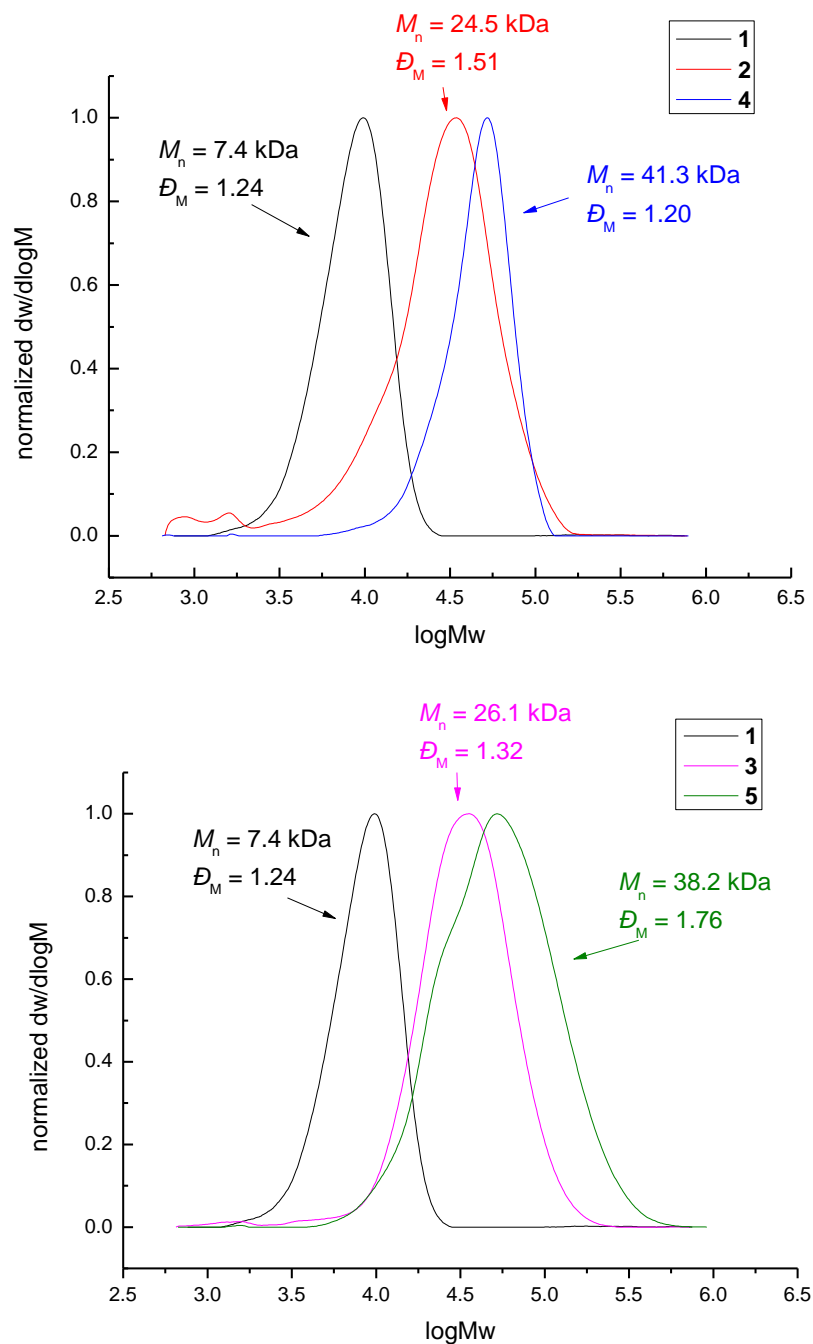 Mn = 24.5 kDa
ĐM = 1.51
1
2
4
Mn = 7.4 kDa
ĐM = 1.24
Mn = 41.3 kDa
ĐM = 1.20
normalized dw/dlogM
1.0
0.8
0.6
0.4
0.2
0.0
2.5 3.0 3.5 4.0 4.5 5.0 5.5 6.0 6.5
logMw
Mn = 26.1 kDa
ĐM = 1.32
1
3
5
Mn = 7.4 kDa
ĐM = 1.24
Mn = 38.2 kDa
ĐM = 1.76
normalized dw/dlogM
1.0
0.8
0.6
0.4
0.2
0.0
2.5 3.0 3.5 4.0 4.5 5.0 5.5 6.0 6.5
logMw